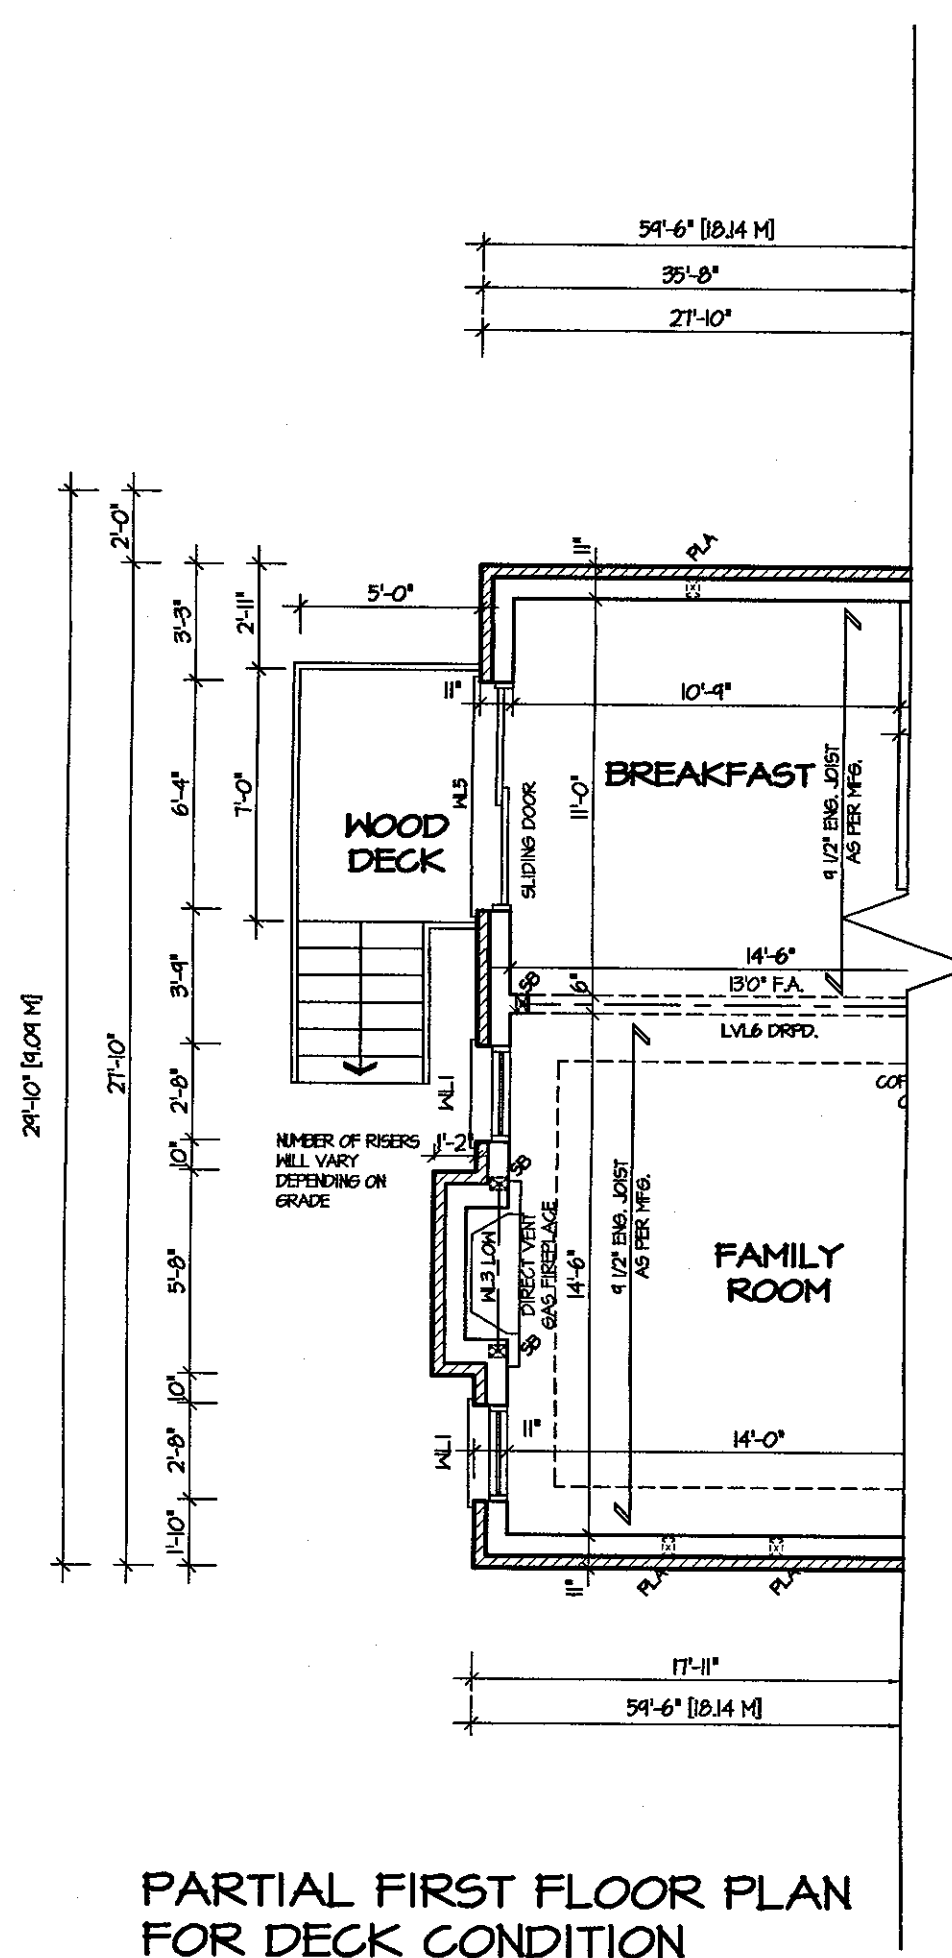 59'-6" [18.14 M]
35'-8"
27'-10"
2'-0"
11"
PLA
3'-3"
2'-11"
5'-0"
11"
10'-9"
BREAKFAST
9 1/2" ENG. JOIST
AS PER MFG.
6'-4"
7'-0"
WL5
11'-0"
SLIDING DOOR
WOOD
DECK
14'-6"
SB
6"
13'0" F.A.
LVL6 DRPD.
3'-9"
29'-10" [9.09 M]
27'-10"
2'-8"
WL1
10"
NUMBER OF RISERS
WILL VARY
DEPENDING ON
GRADE
1'-2"
SB
5'-8"
WL3 LOW
DIRECT VENT
GAS FIREPLACE
14'-6"
9 1/2" ENG. JOIST
AS PER MFG.
FAMILY
ROOM
SB
10"
2'-8"
WL1
11"
14'-0"
1'-10"
11"
PLA
PLA
17'-11"
59'-6" [18.14 M]
PARTIAL FIRST FLOOR PLAN
FOR DECK CONDITION